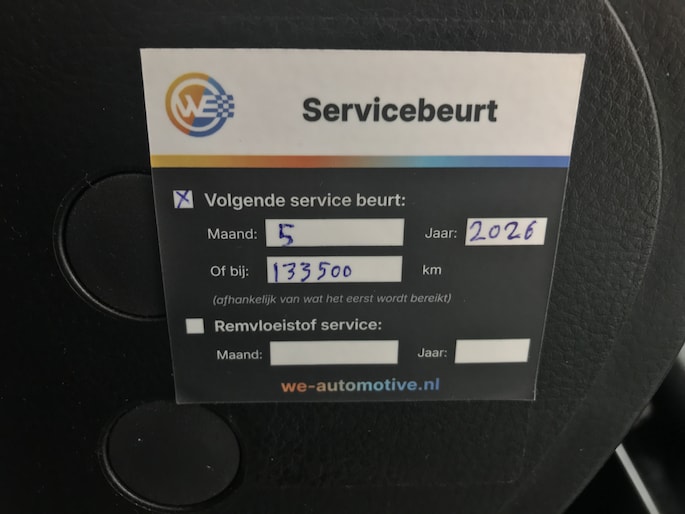 WE
Servicebeurt
X Volgende service beurt:
Maand: 5 Jaar: 2026
Of bij: 133500 km
(afhankelijk van wat het eerst wordt bereikt)
Remvloeistof service:
Maand: Jaar:
we-automotive.nl